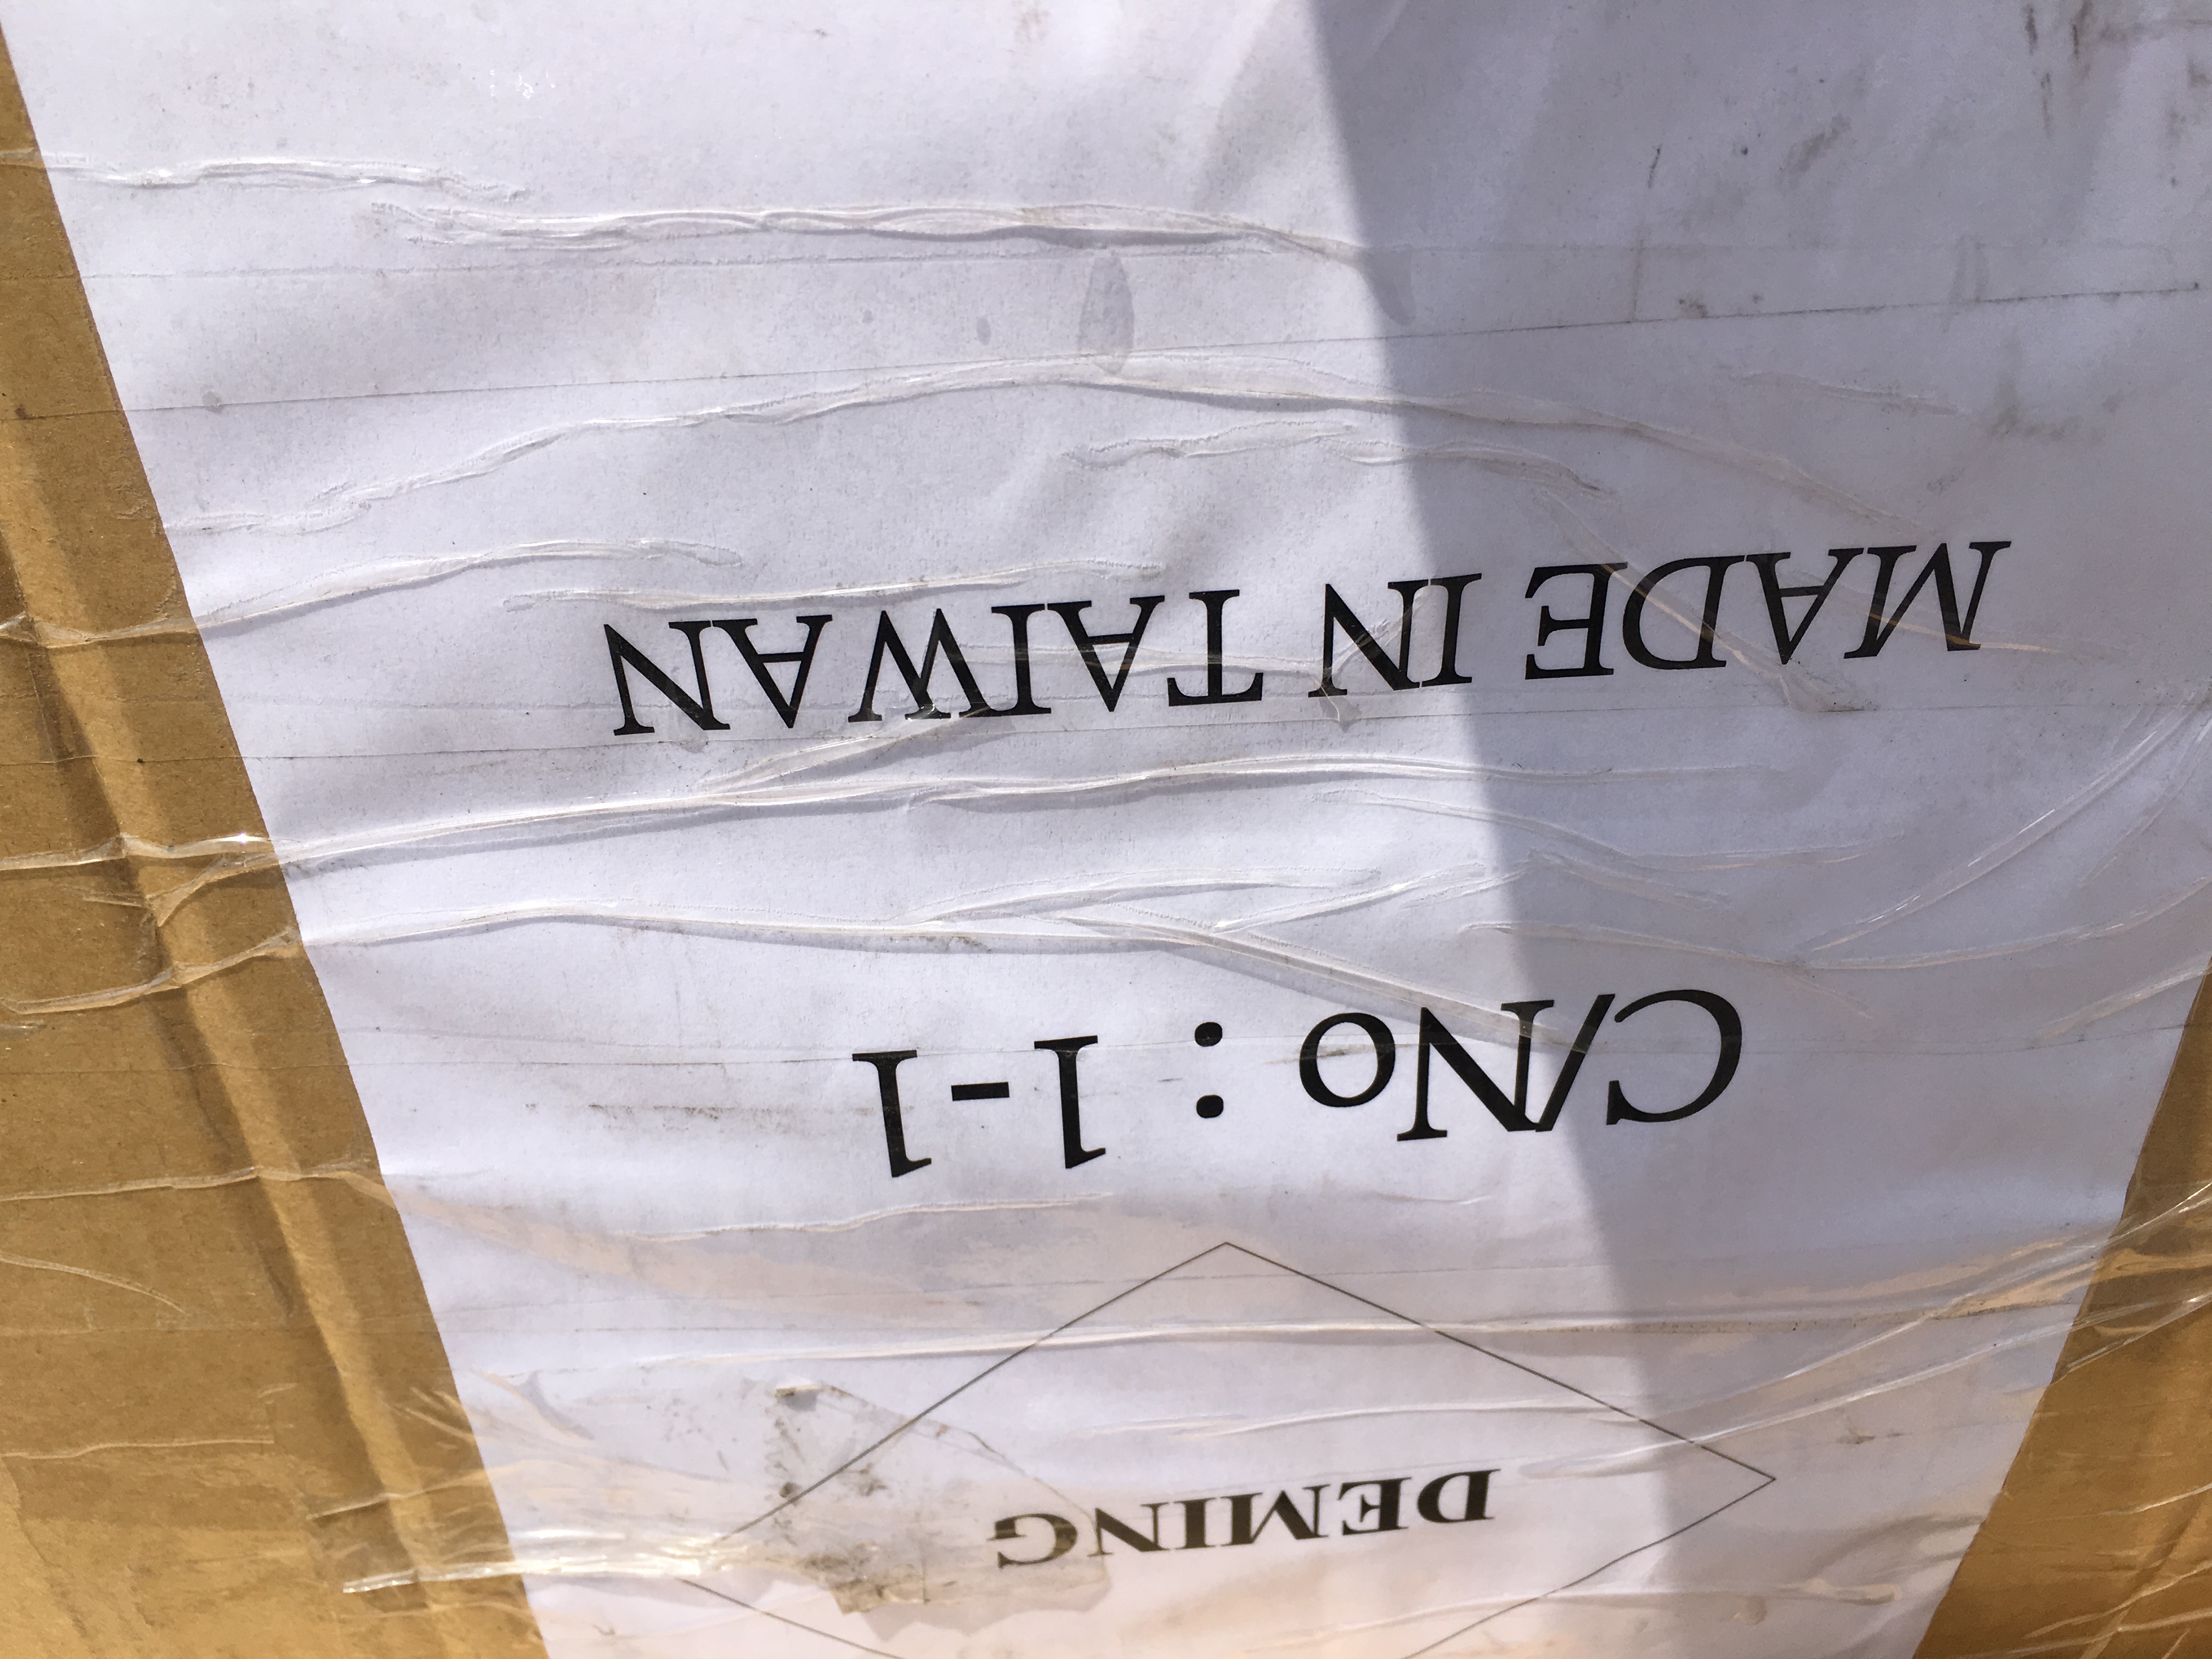 DEMING
C/No : 1-1
MADE IN TAIWAN